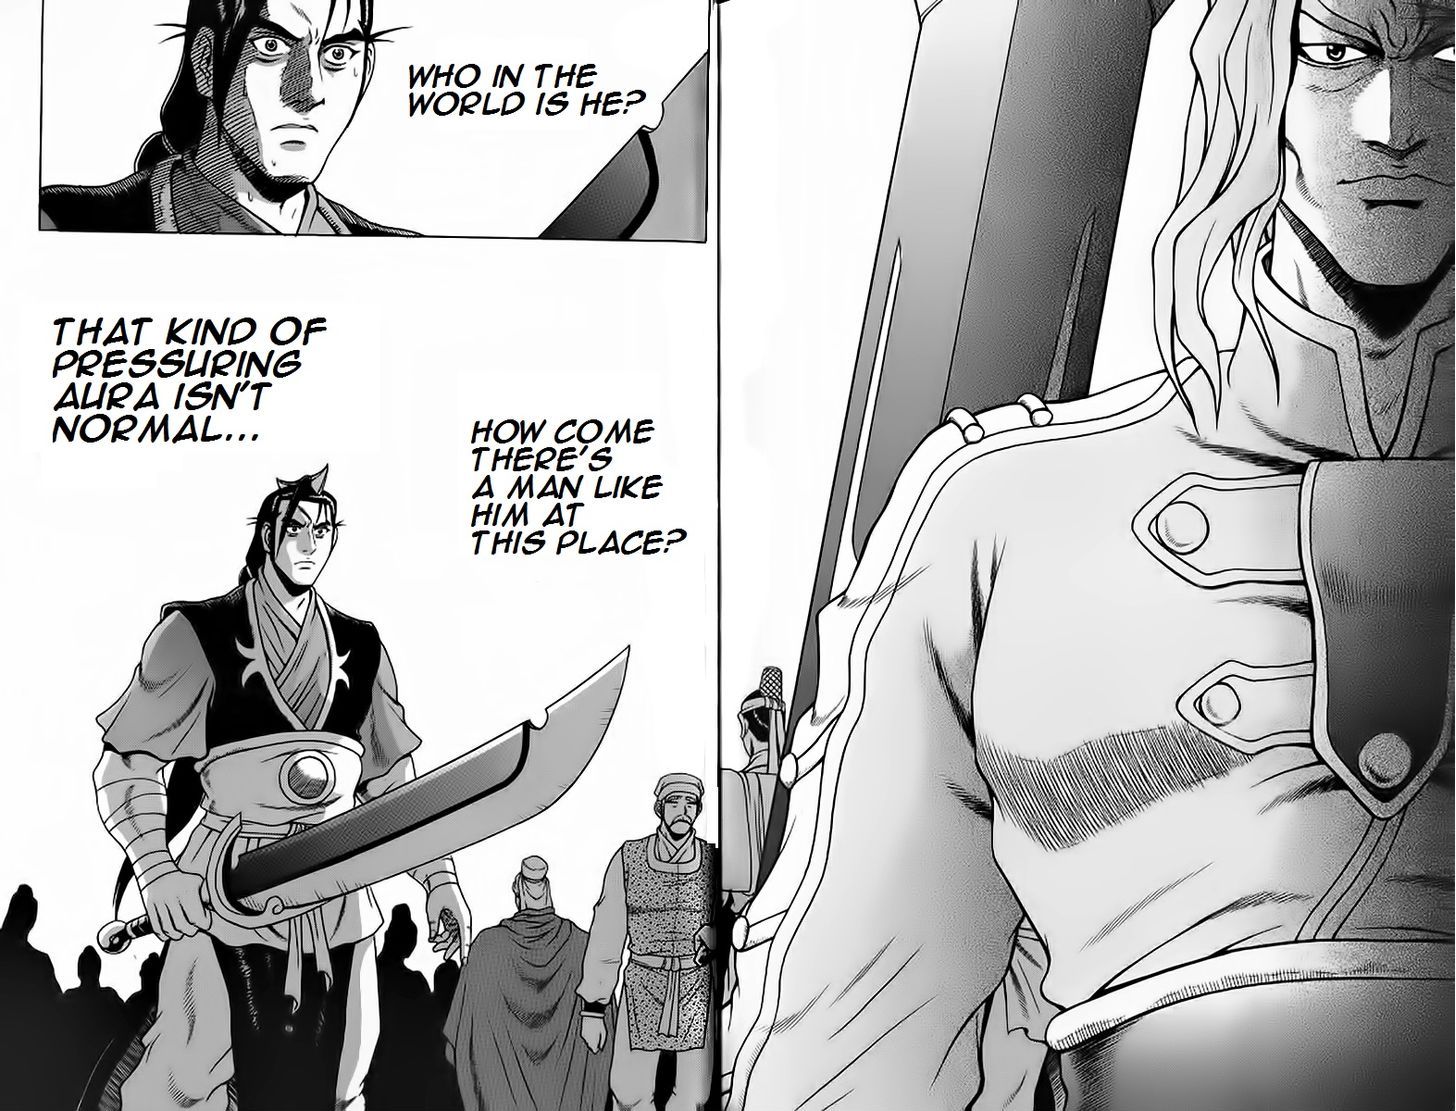 WHO IN THE
WORLD IS HE?
THAT KIND OF
PRESSURING
AURA ISN'T
NORMAL...
HOW COME
THERE'S
A MAN LIKE
HIM AT
THIS PLACE?